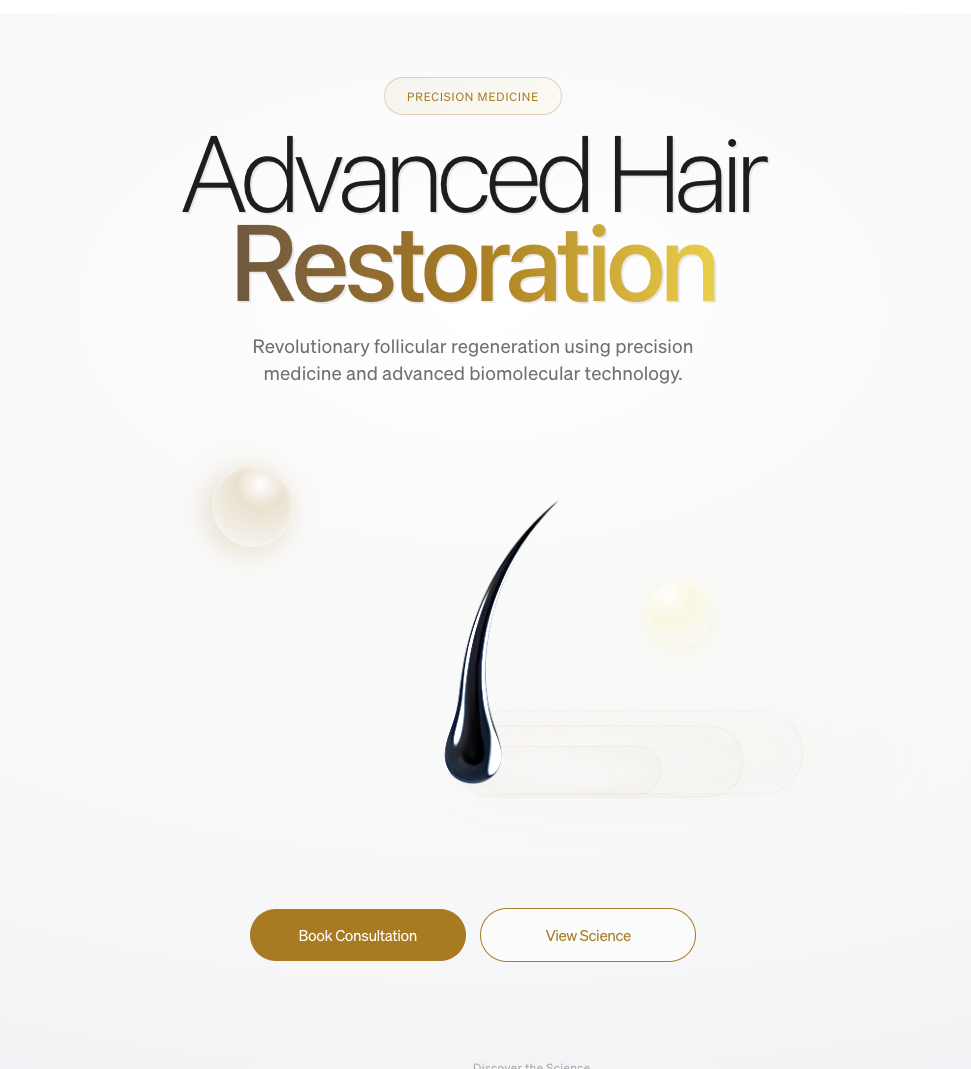 PRECISION MEDICINE
Advanced Hair
Restoration
Revolutionary follicular regeneration using precision
medicine and advanced biomolecular technology.
Book Consultation
View Science
Discover the Science